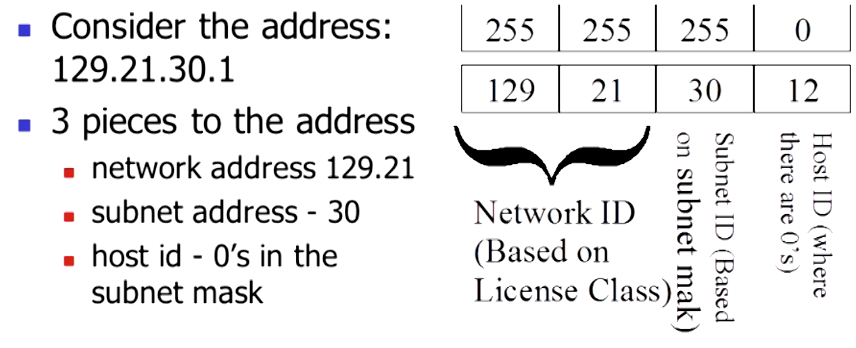 Consider the address:
129.21.30.1
3 pieces to the address
network address 129.21
subnet address - 30
host id - 0's in the
subnet mask
255 255 255 0
129 21 30 12
Network ID
(Based on
License Class)
Subnet ID (Based
on subnet mak)
Host ID (where
there are 0's)